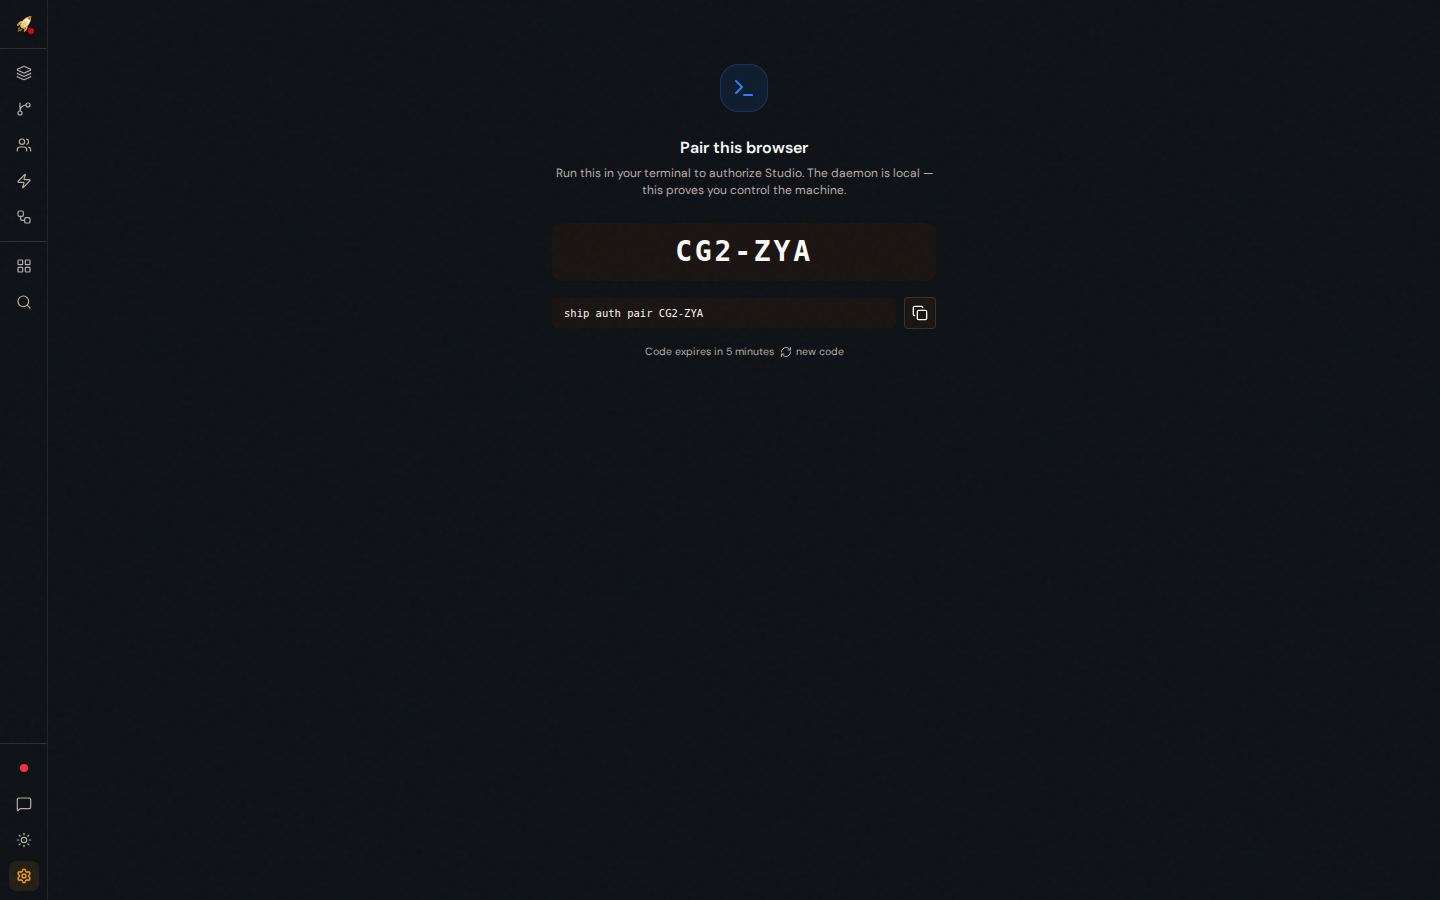 Pair this browser
Run this in your terminal to authorize Studio. The daemon is local —
this proves you control the machine.
CG2-ZYA
ship auth pair CG2-ZYA
Code expires in 5 minutes new code